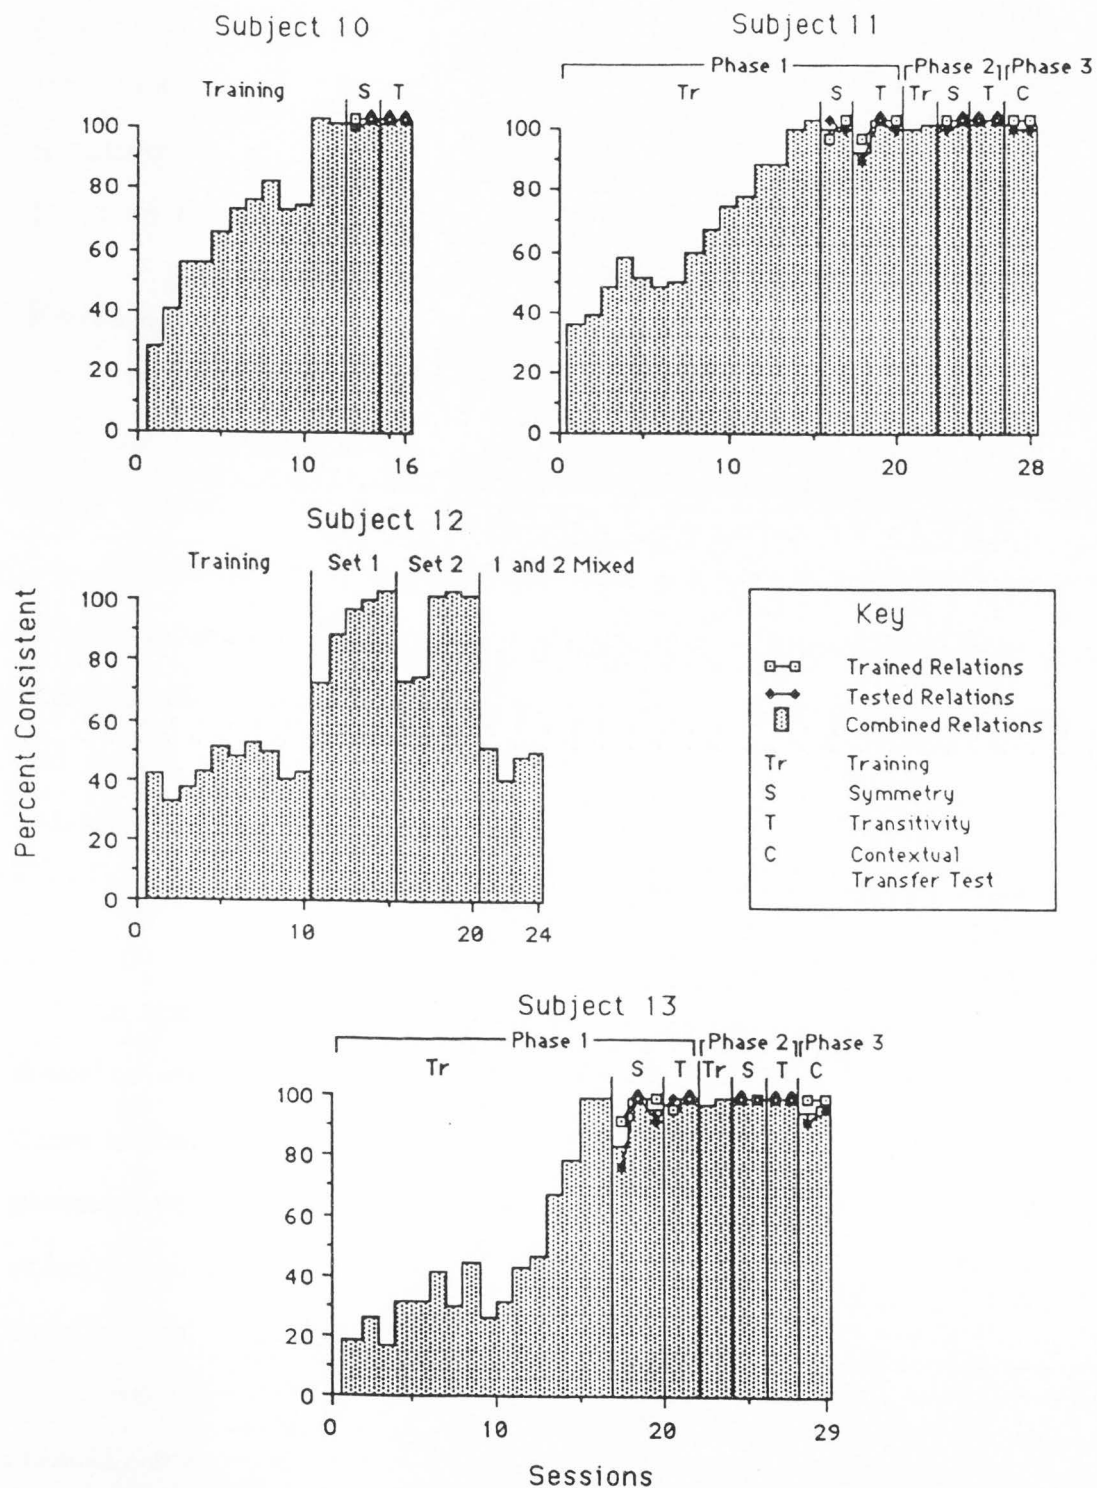 Subject 10
Training S T
100
80
60
40
20
0
0 10 16
Subject 11
Phase 1 Phase 2 Phase 3
Tr S T Tr S T C
100
80
60
40
20
0
0 10 20 28
Subject 12
Training Set 1 Set 2 1 and 2 Mixed
Percent Consistent
100
80
60
40
20
0
0 10 20 24
Key
Trained Relations
Tested Relations
Combined Relations
Tr Training
S Symmetry
T Transitivity
C Contextual
Transfer Test
Subject 13
Phase 1 Phase 2 Phase 3
Tr S T Tr S T C
100
80
60
40
20
0
0 10 20 29
Sessions